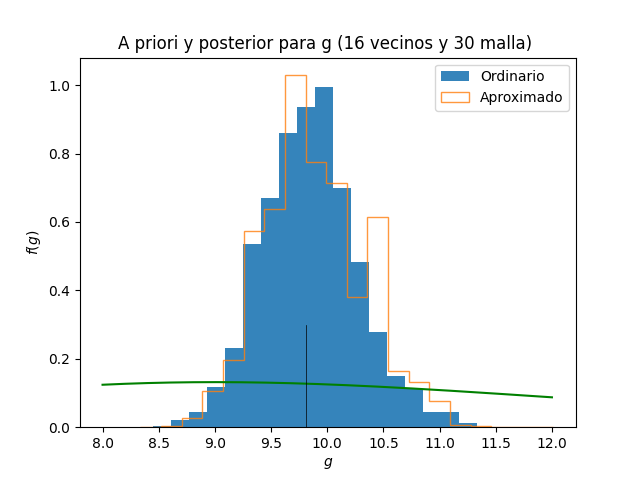 A priori y posterior para g (16 vecinos y 30 malla)
Ordinario
Aproximado
f(g)
1.0
0.8
0.6
0.4
0.2
0.0
8.0 8.5 9.0 9.5 10.0 10.5 11.0 11.5 12.0
g